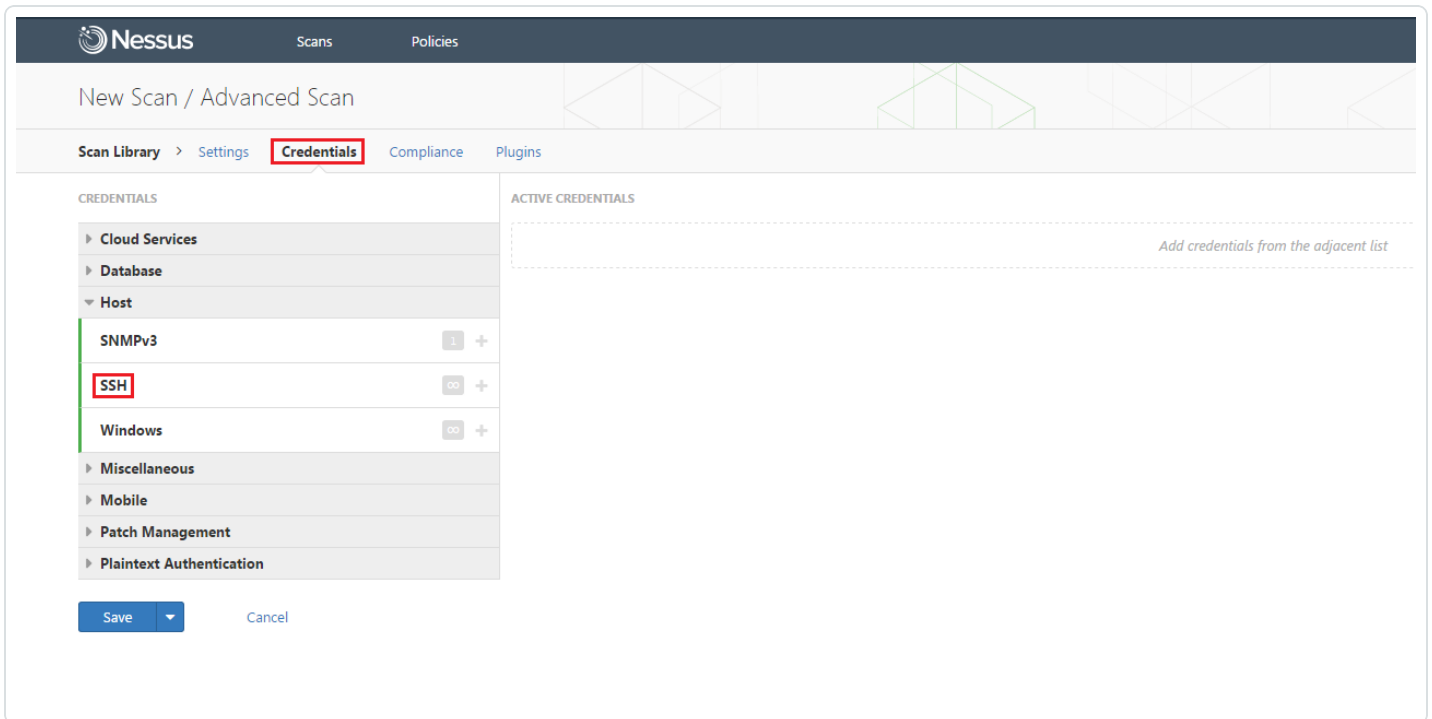 Nessus Scans Policies
New Scan / Advanced Scan
Scan Library > Settings Credentials Compliance Plugins
CREDENTIALS
Cloud Services
Database
Host
SNMPv3 1 +
SSH ∞ +
Windows ∞ +
Miscellaneous
Mobile
Patch Management
Plaintext Authentication
Save Cancel
ACTIVE CREDENTIALS
Add credentials from the adjacent list